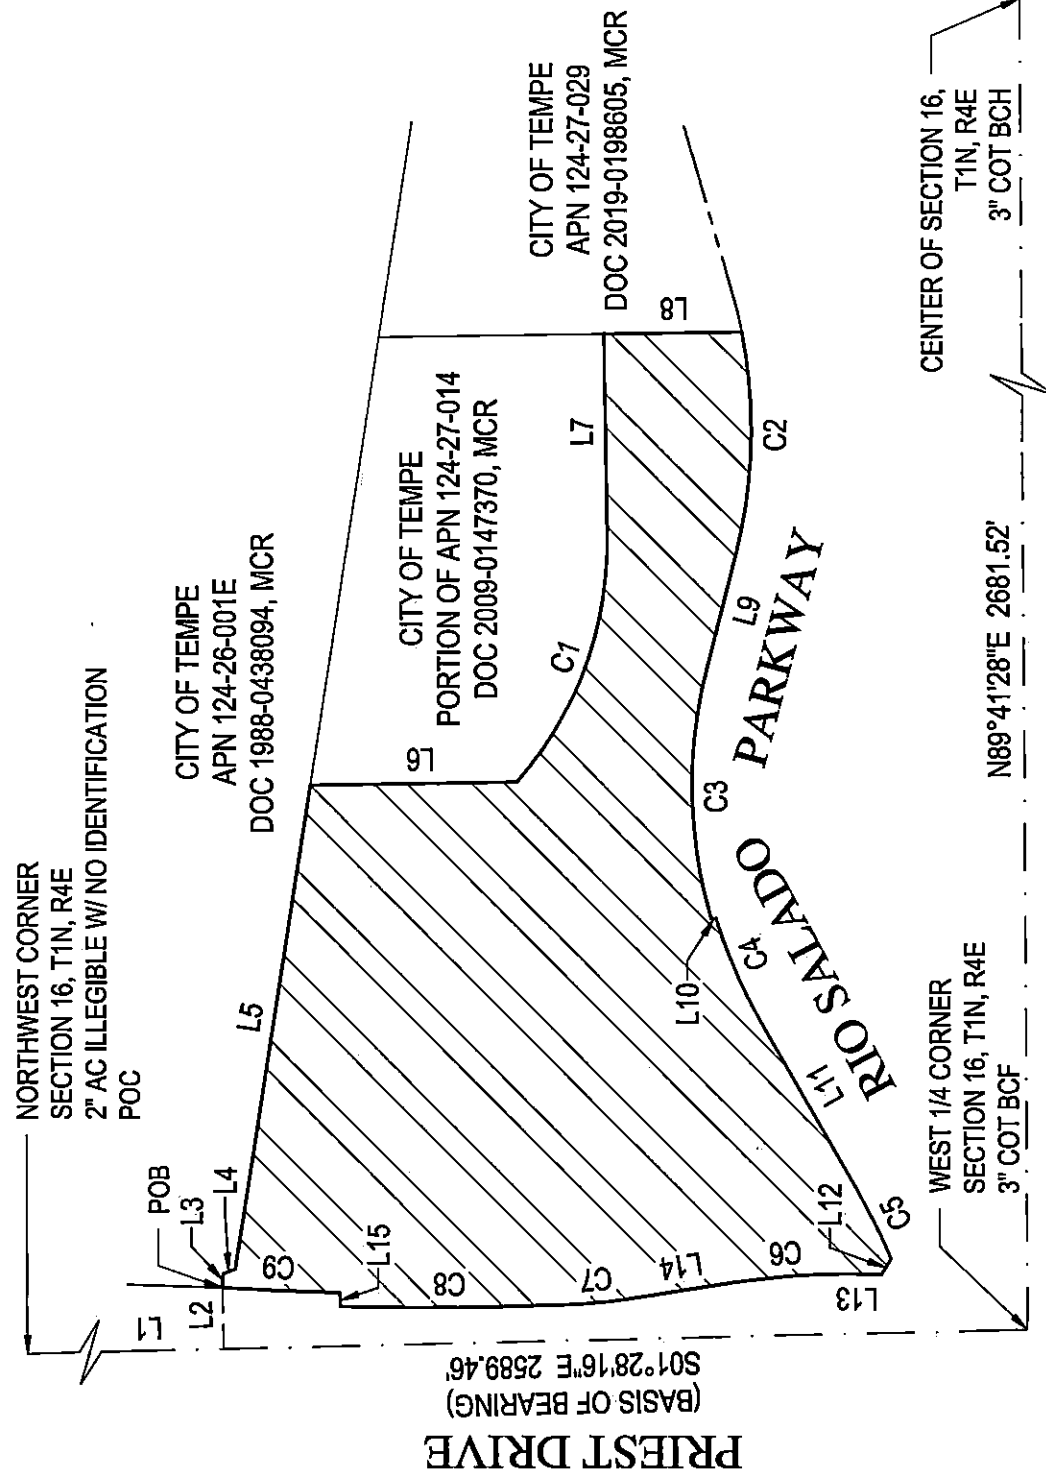 NORTHWEST CORNER
SECTION 16, T1N, R4E
2" AC ILLEGIBLE W/ NO IDENTIFICATION
POC
POB
L1
L2
L3
L4
CITY OF TEMPE
APN 124-26-001E
DOC 1988-0438094, MCR
L5
C9
L15
C8
C7
L14
C6
L13
L12
C5
L11
C4
L10
C3
L9
C2
L8
L7
C1
L6
CITY OF TEMPE
PORTION OF APN 124-27-014
DOC 2009-0147370, MCR
CITY OF TEMPE
APN 124-27-029
DOC 2019-0198605, MCR
RIO SALADO PARKWAY
PRIEST DRIVE
(BASIS OF BEARING)
S01°28'16"E 2589.46'
WEST 1/4 CORNER
SECTION 16, T1N, R4E
3" COT BCF
N89°41'28"E 2681.52'
CENTER OF SECTION 16,
T1N, R4E
3" COT BCH